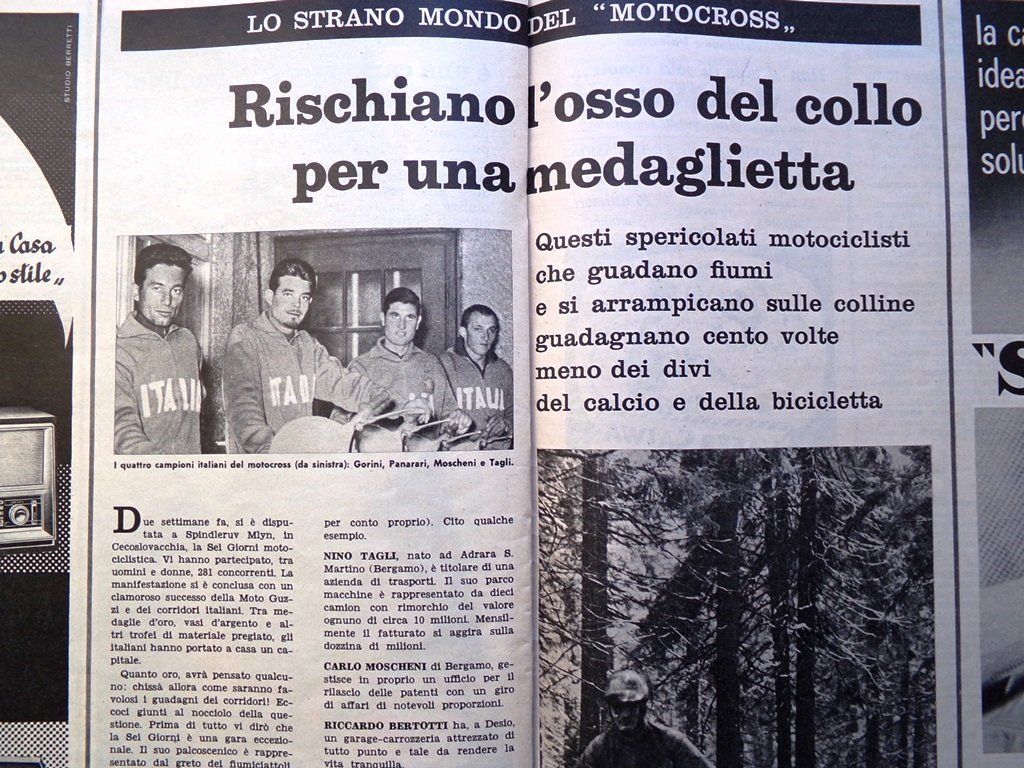 STUDIO BERRETTI
Casa
stile„
LO STRANO MONDO DEL “MOTOCROSS„
Rischiano l'osso del collo
per una medaglietta
Questi spericolati motociclisti
che guadano fiumi
e si arrampicano sulle colline
guadagnano cento volte
meno dei divi
del calcio e della bicicletta
ITALI
ITALI
ITALIA
I quattro campioni italiani del motocross (da sinistra): Gorini, Panarari, Moscheni e Tagli.
Due settimane fa, si è dispu-
tata a Spindleruv Mlyn, in
Cecoslovacchia, la Sei Giorni moto-
ciclistica. Vi hanno partecipato, tra
uomini e donne, 281 concorrenti. La
manifestazione si è conclusa con un
clamoroso successo della Moto Guz-
zi e dei corridori italiani. Tra me-
daglie d'oro, vasi d'argento e al-
tri trofei di materiale pregiato, gli
italiani hanno portato a casa un ca-
pitale.
Quanto oro, avrà pensato qualcu-
no: chissà allora come saranno fa-
volosi i guadagni dei corridori! Ec-
coci giunti al nocciolo della que-
stione. Prima di tutto vi dirò che
la Sei Giorni è una gara eccezio-
nale. Il suo palcoscenico è rappre-
sentato dal greto dei fiumiciattoli
per conto proprio). Cito qualche
esempio.
NINO TAGLI, nato ad Adrara S.
Martino (Bergamo), è titolare di una
azienda di trasporti. Il suo parco
macchine è rappresentato da dieci
camion con rimorchio del valore
ognuno di circa 10 milioni. Mensil-
mente il fatturato si aggira sulla
dozzina di milioni.
CARLO MOSCHENI di Bergamo, ge-
stisce in proprio un ufficio per il
rilascio delle patenti con un giro
di affari di notevoli proporzioni.
RICCARDO BERTOTTI ha, a Desio,
un garage-carrozzeria attrezzato di
tutto punto e tale da rendere la
vita tranquilla.
la ca
idea
per
solu
"S